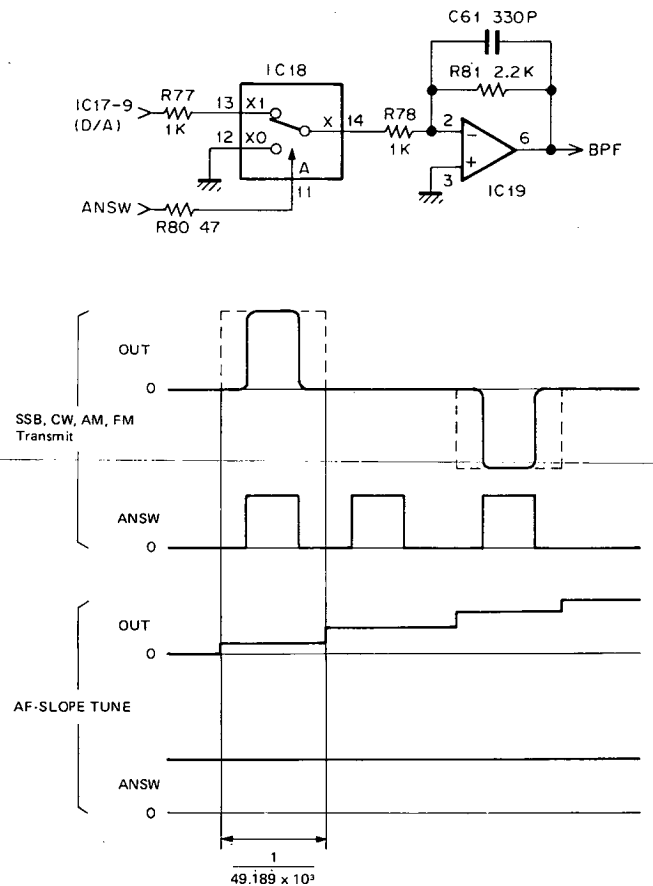 C61 330P
R81 2.2K
IC18
IC17-9
(D/A)
R77
1K
13
X1
12
X0
X
14
A
11
R78
1K
2
-
+
3
6
BPF
IC19
ANSW
R80 47
OUT
0
SSB, CW, AM, FM
Transmit
ANSW
0
OUT
0
AF-SLOPE TUNE
ANSW
0
1
49.189 x 10³